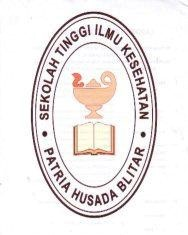 SEKOLAH TINGGI ILMU KESEHATAN
• PATRIA HUSADA BLITAR •